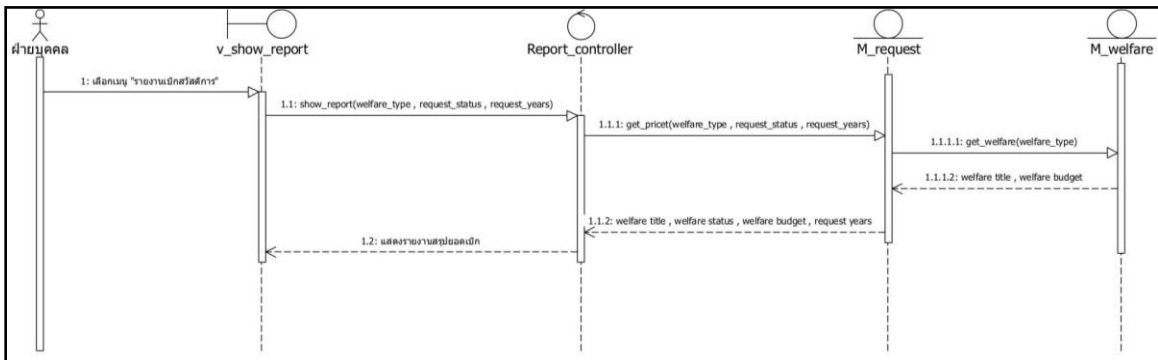 ฝ่ายบุคคล
v_show_report
Report_controller
M_request
M_welfare
1: เลือกเมนู "รายงานเบิกสวัสดิการ"
1.1: show_report(welfare_type , request_status , request_years)
1.1.1: get_pricet(welfare_type , request_status , request_years)
1.1.1.1: get_welfare(welfare_type)
1.1.1.2: welfare title , welfare budget
1.1.2: welfare title , welfare status , welfare budget , request years
1.2: แสดงรายงานสรุปยอดเบิก